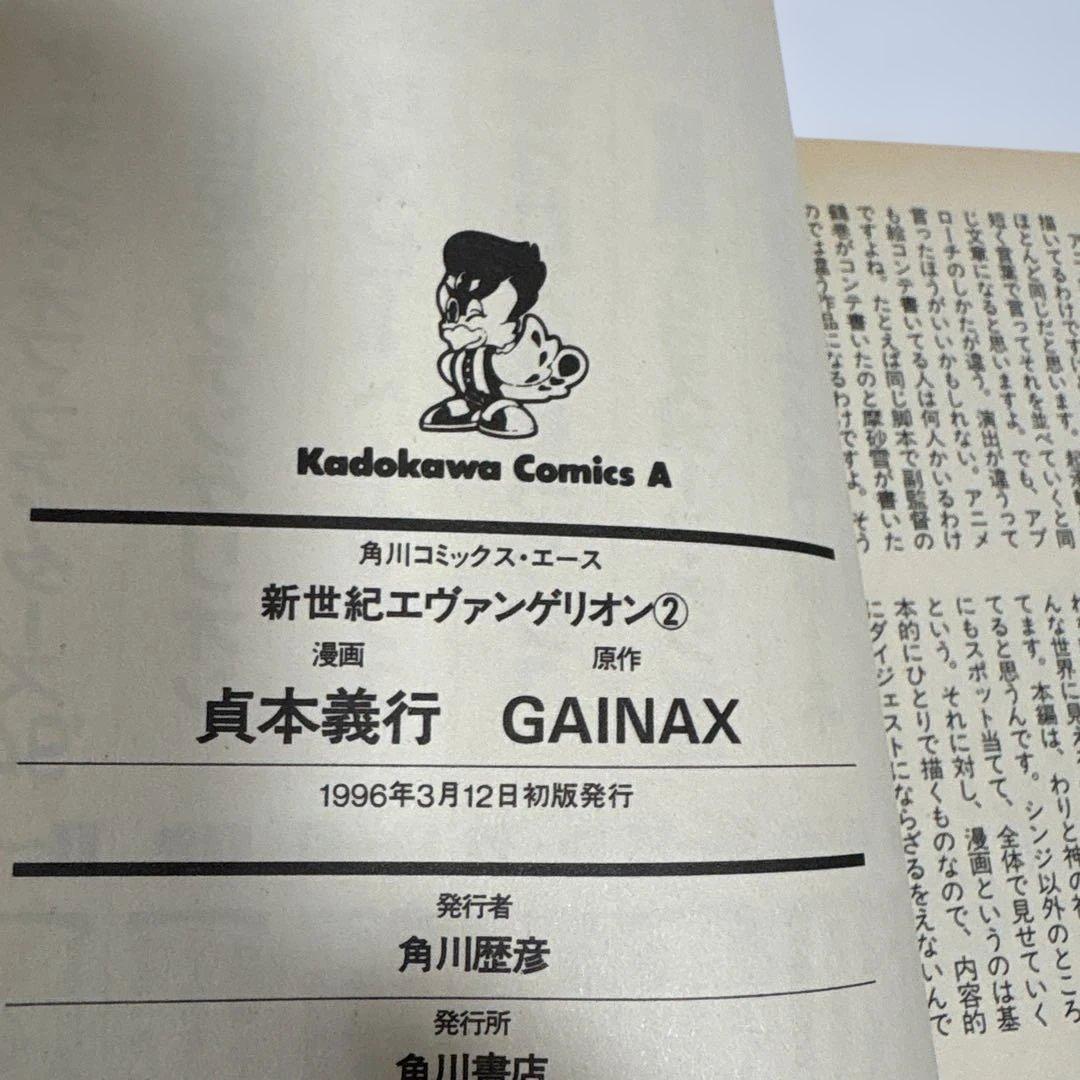 Kadokawa Comics A
角川コミックス・エース
新世紀エヴァンゲリオン②
漫画 原作
貞本義行 GAINAX
1996年3月12日初版発行
発行者
角川歴彦
発行所
角川書店
描いてるわけですい
ほとんど同じだと思います。起承
短く言葉で言ってそれを並べていくと同
じ文章になると思いますよ。でも、アプ
ローチのしかたが違う。演出が違うって
言ったほうがいいかもしれない。アニメ
も絵コンテ書いてる人は何人かいるわけ
ですよね。たとえば同じ脚本で副監督の
鶴巻がコンテ書いたのと摩砂雪が書いた
のでは違う作品になるわけですよ。そう
んな世界に見え
てます。本編は、わりと神の
てると思うんです。シンジ以外のところ
にもスポット当てて、全体で見せていく
という。それに対し、漫画というのは基
本的にひとりで描くものなので、内容的
にダイジェストにならざるをえないんで